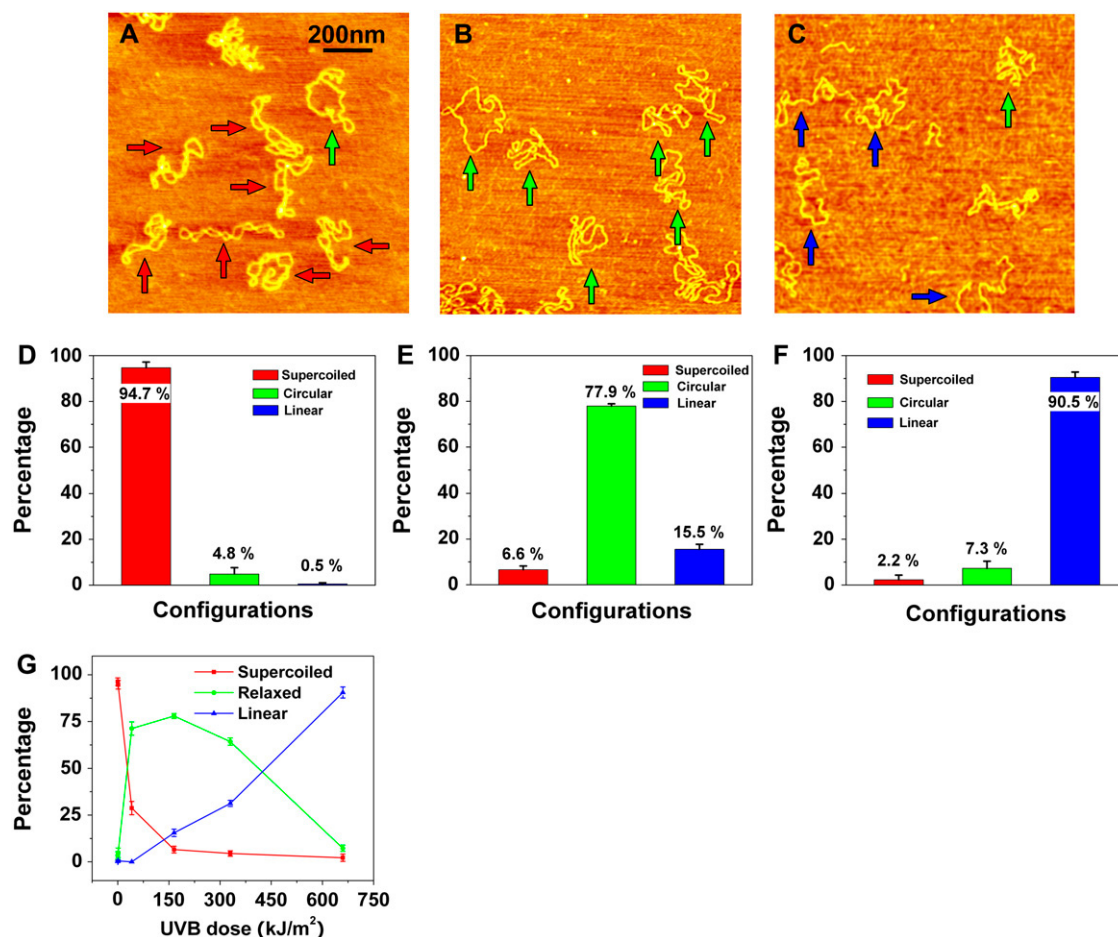 A
200nm
B
C
D
100
80
60
40
20
0
Percentage
94.7 %
4.8 %
0.5 %
Supercoiled
Circular
Linear
Configurations
E
100
80
60
40
20
0
Percentage
6.6 %
77.9 %
15.5 %
Supercoiled
Circular
Linear
Configurations
F
100
80
60
40
20
0
Percentage
Supercoiled
Circular
Linear
2.2 %
7.3 %
90.5 %
Configurations
G
100
75
50
25
0
Percentage
Supercoiled
Relaxed
Linear
0 150 300 450 600 750
UVB dose (kJ/m²)